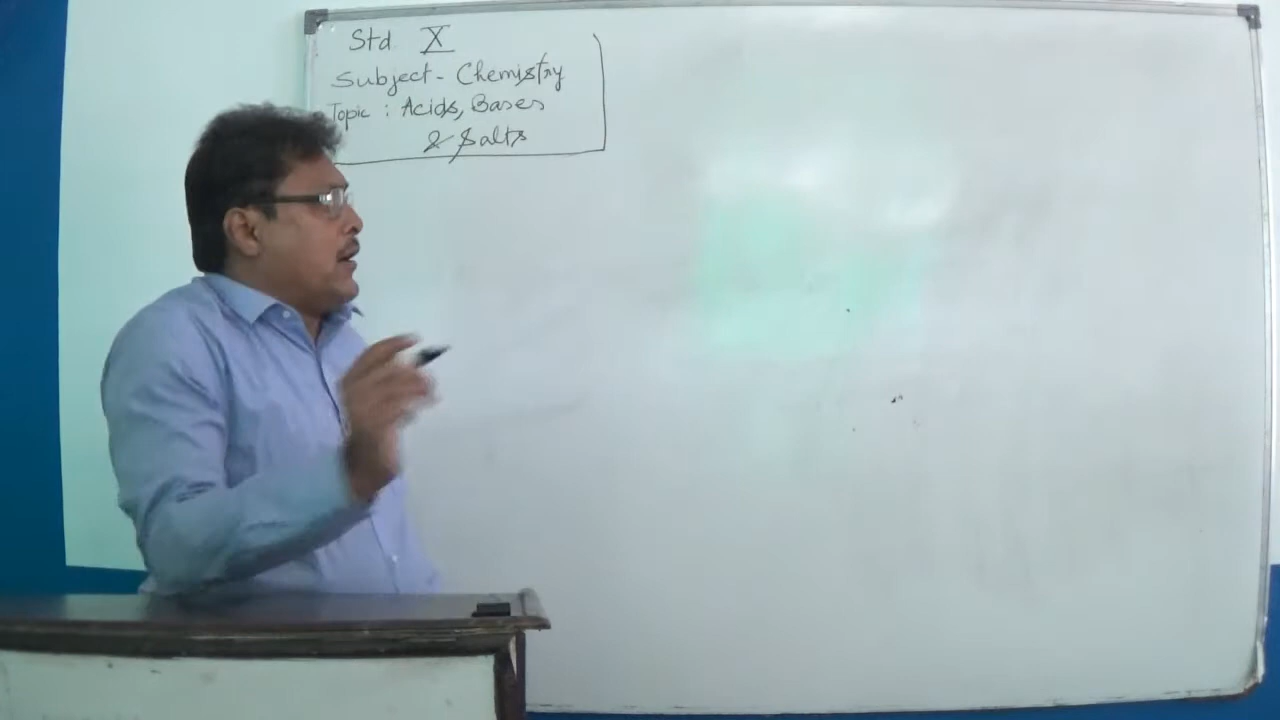 Std. X
Subject - Chemistry
Topic : Acids, Bases
& Salts